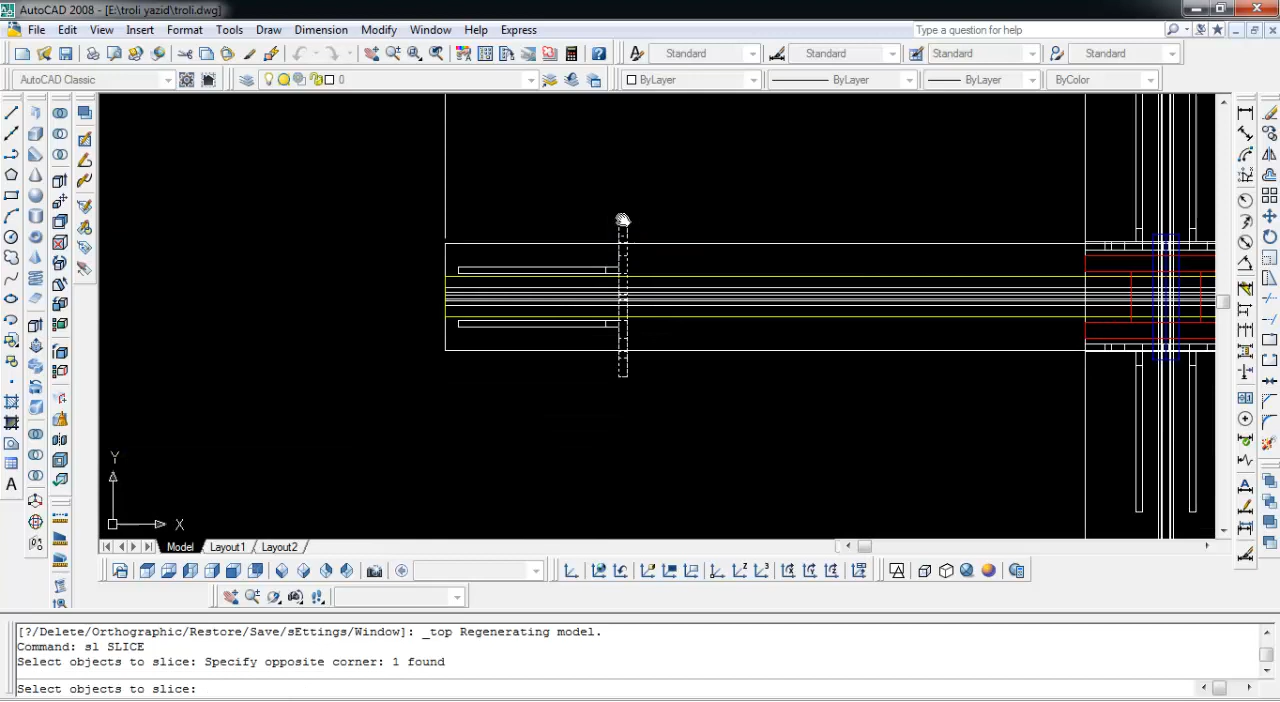 AutoCAD 2008 - [E:\troli yazid\troli.dwg]
File Edit View Insert Format Tools Draw Dimension Modify Window Help Express
Type a question for help
Standard Standard Standard Standard
AutoCAD Classic 0 ByLayer ByLayer ByLayer ByColor
A
Y
X
Model Layout1 Layout2
[?/Delete/Orthographic/Restore/Save/sEttings/Window]: _top Regenerating model.
Command: sl SLICE
Select objects to slice: Specify opposite corner: 1 found
Select objects to slice: